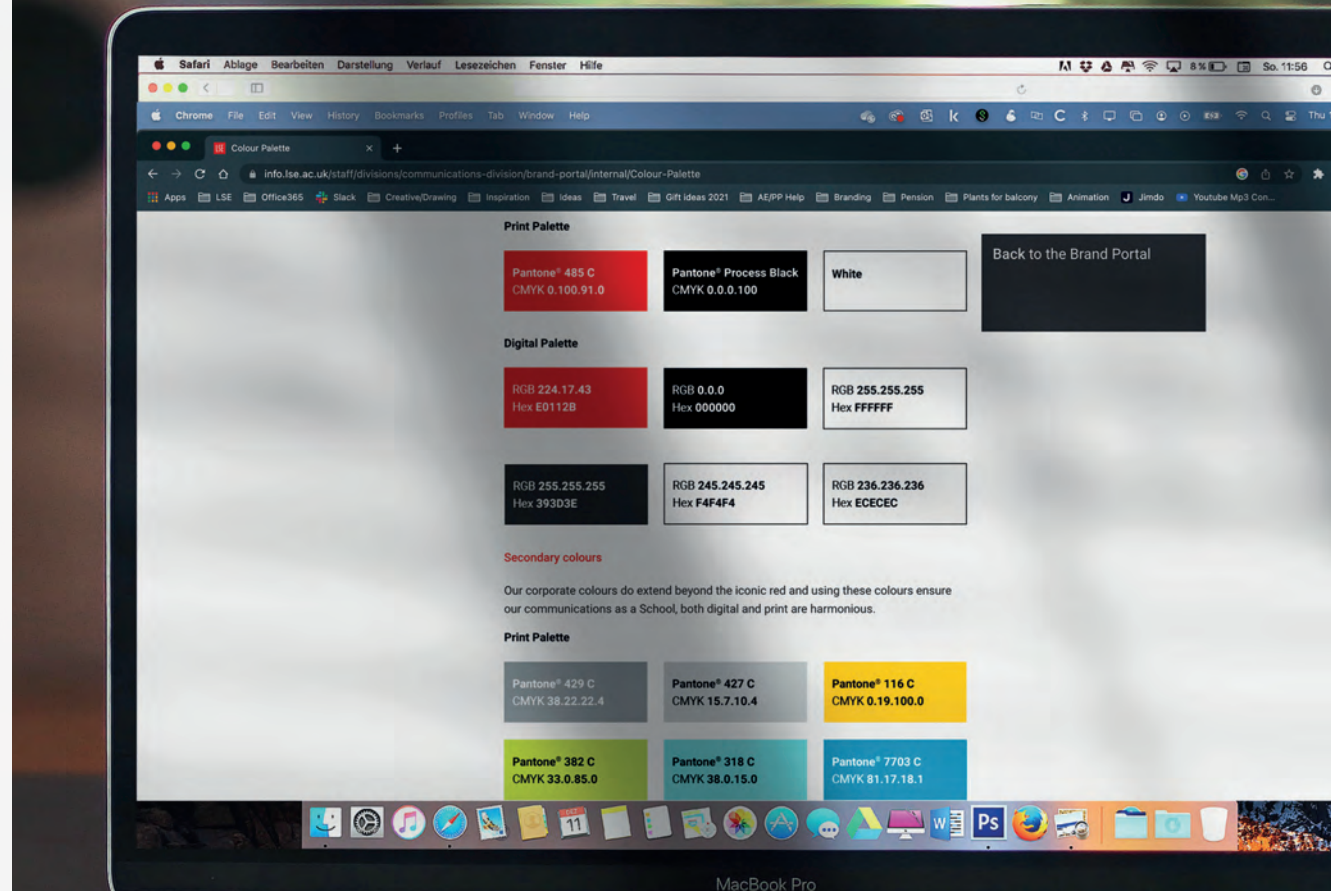 Safari Ablage Bearbeiten Darstellung Verlauf Lesezeichen Fenster Hilfe 8% So. 11:56
Chrome File Edit View History Bookmarks Profiles Tab Window Help Thu
LSE Colour Palette
info.lse.ac.uk/staff/divisions/communications-division/brand-portal/internal/Colour-Palette
Apps LSE Office365 Slack Creative/Drawing Inspiration Ideas Travel Gift ideas 2021 AE/PP Help Branding Pension Plants for balcony Animation J Jimdo Youtube Mp3 Con...
Print Palette
Back to the Brand Portal
Pantone® 485 C
CMYK 0.100.91.0
Pantone® Process Black
CMYK 0.0.0.100
White
Digital Palette
RGB 224.17.43
Hex E0112B
RGB 0.0.0
Hex 000000
RGB 255.255.255
Hex FFFFFF
RGB 255.255.255
Hex 393D3E
RGB 245.245.245
Hex F4F4F4
RGB 236.236.236
Hex ECECEC
Secondary colours
Our corporate colours do extend beyond the iconic red and using these colours ensure
our communications as a School, both digital and print are harmonious.
Print Palette
Pantone® 429 C
CMYK 38.22.22.4
Pantone® 427 C
CMYK 15.7.10.4
Pantone® 116 C
CMYK 0.19.100.0
Pantone® 382 C
CMYK 33.0.85.0
Pantone® 318 C
CMYK 38.0.15.0
Pantone® 7703 C
CMYK 81.17.18.1
11
W
Ps
MacBook Pro